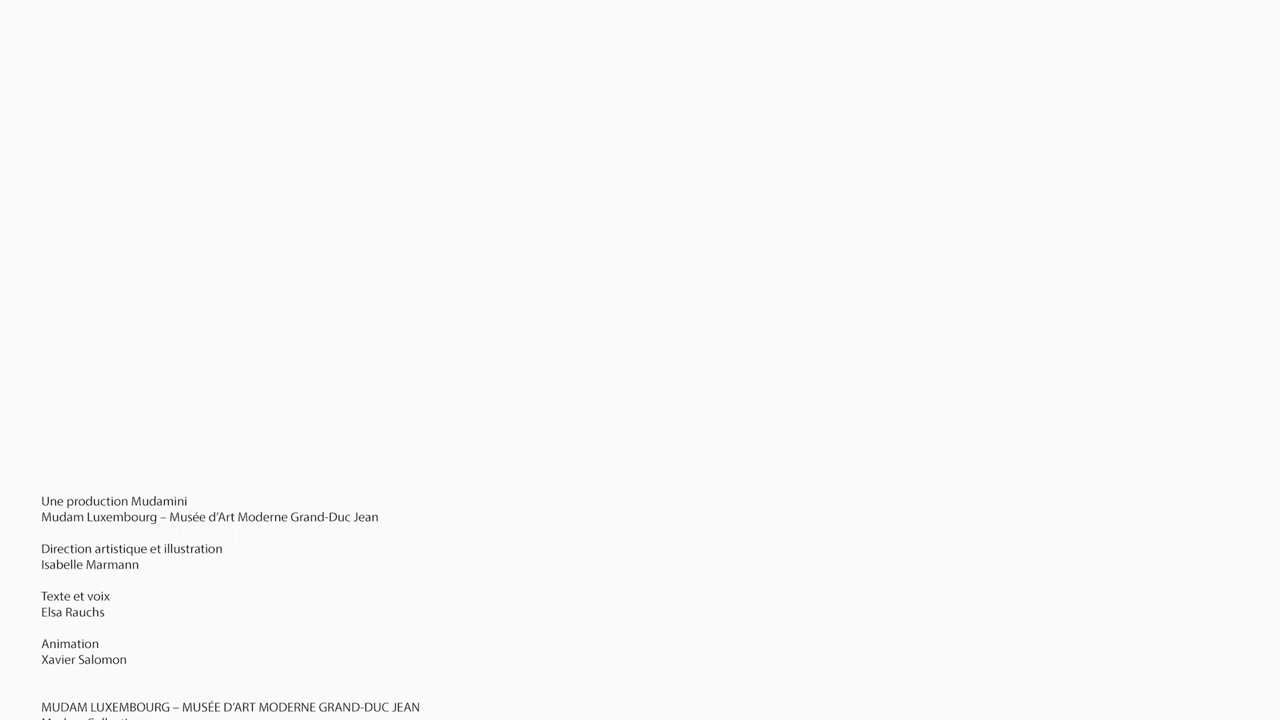 Une production Mudamini
Mudam Luxembourg – Musée d’Art Moderne Grand-Duc Jean
Direction artistique et illustration
Isabelle Marmann
Texte et voix
Elsa Rauchs
Animation
Xavier Salomon
MUDAM LUXEMBOURG – MUSÉE D’ART MODERNE GRAND-DUC JEAN